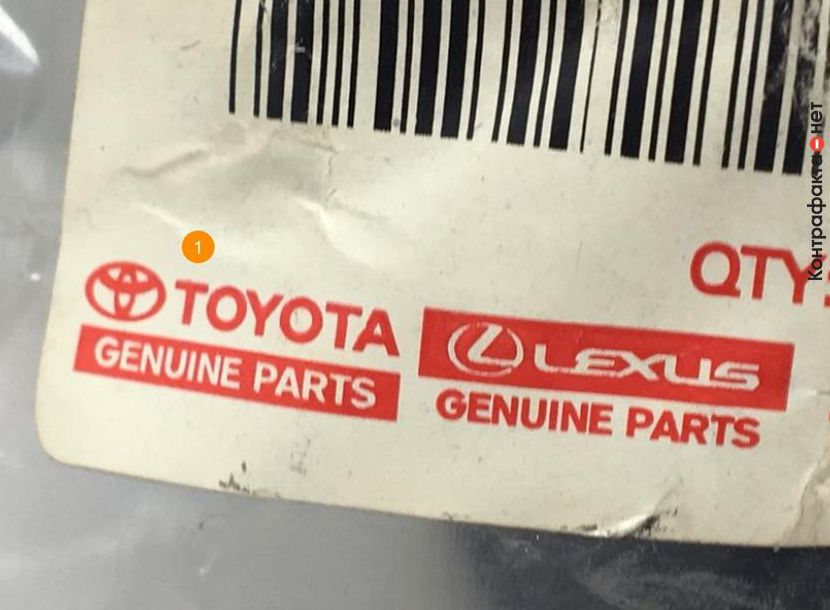 1
TOYOTA
GENUINE PARTS
LEXUS
GENUINE PARTS
QTY:
Контрафакта нет